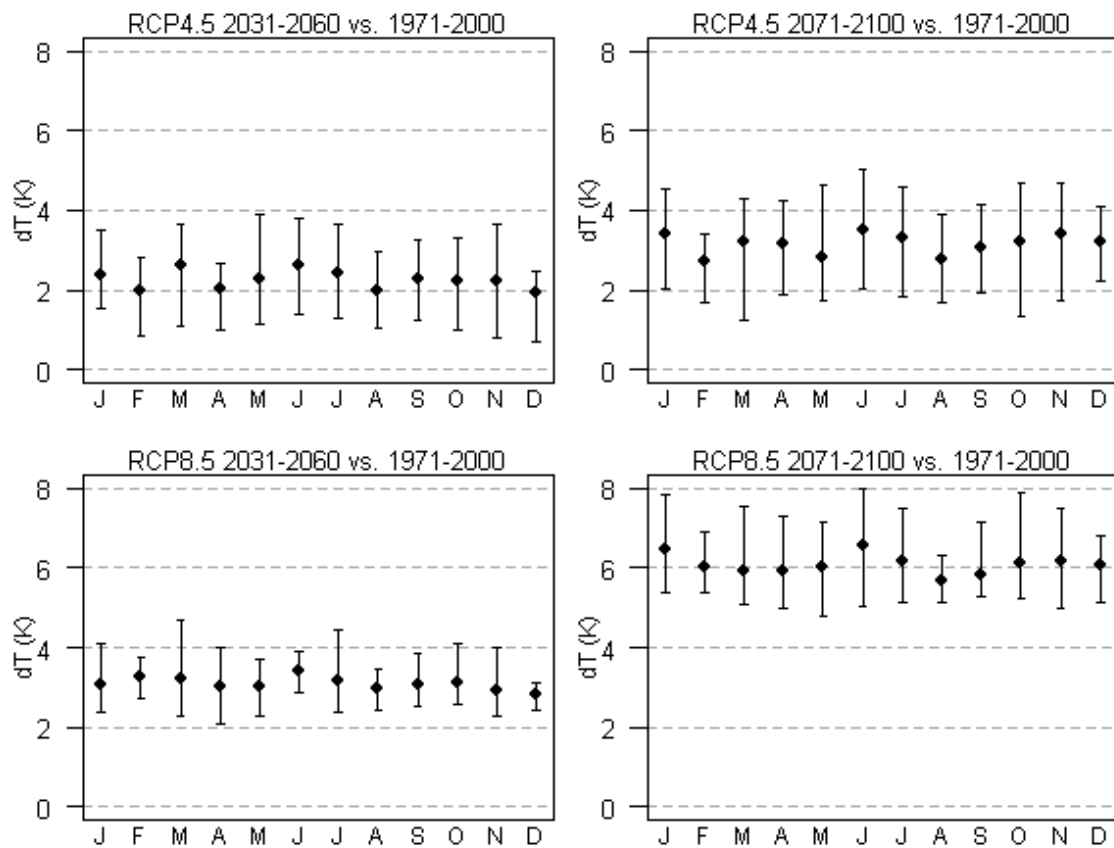 RCP4.5 2031-2060 vs. 1971-2000
8
6
4
2
0
dT (K)
J F M A M J J A S O N D
RCP4.5 2071-2100 vs. 1971-2000
8
6
4
2
0
dT (K)
J F M A M J J A S O N D
RCP8.5 2031-2060 vs. 1971-2000
8
6
4
2
0
dT (K)
J F M A M J J A S O N D
RCP8.5 2071-2100 vs. 1971-2000
8
6
4
2
0
dT (K)
J F M A M J J A S O N D